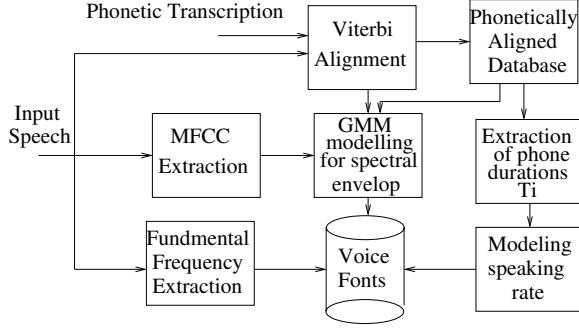 Phonetic Transcription
Viterbi
Alignment
Phonetically
Aligned
Database
Input
Speech
MFCC
Extraction
GMM
modelling
for spectral
envelop
Extraction
of phone
durations
Ti
Fundmental
Frequency
Extraction
Voice
Fonts
Modeling
speaking
rate